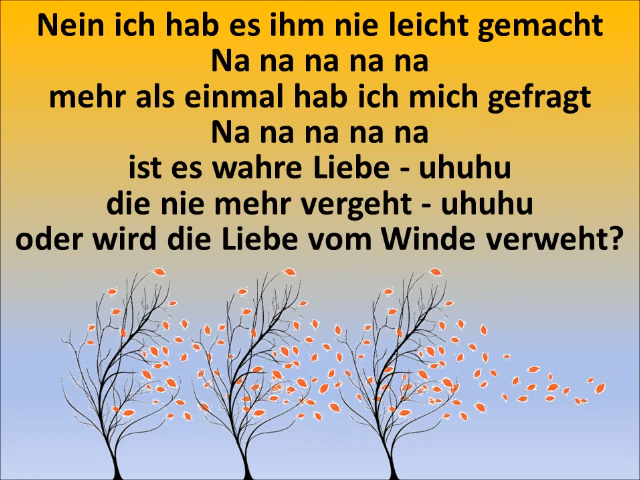 Nein ich hab es ihm nie leicht gemacht
Na na na na na
mehr als einmal hab ich mich gefragt
Na na na na na
ist es wahre Liebe - uhuhu
die nie mehr vergeht - uhuhu
oder wird die Liebe vom Winde verweht?